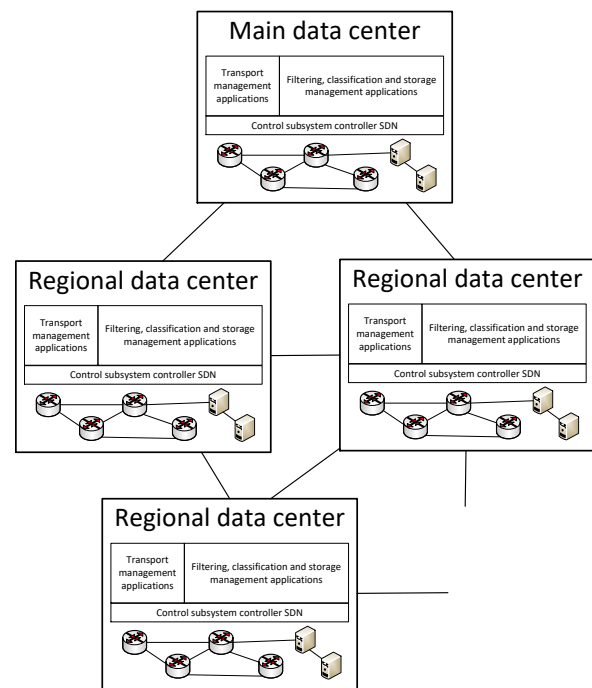 Main data center
Transport
management
applications
Filtering, classification and storage
management applications
Control subsystem controller SDN
Regional data center
Transport
management
applications
Filtering, classification and storage
management applications
Control subsystem controller SDN
Regional data center
Transport
management
applications
Filtering, classification and storage
management applications
Control subsystem controller SDN
Regional data center
Transport
management
applications
Filtering, classification and storage
management applications
Control subsystem controller SDN